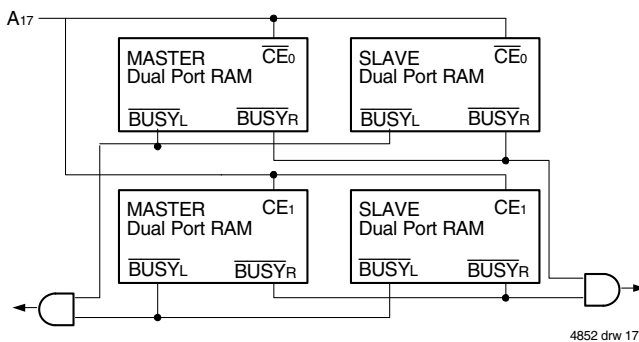 A17
MASTER CE0 SLAVE CE0
Dual Port RAM Dual Port RAM
BUSYL BUSYR BUSYL BUSYR
MASTER CE1 SLAVE CE1
Dual Port RAM Dual Port RAM
BUSYL BUSYR BUSYL BUSYR
4852 drw 17